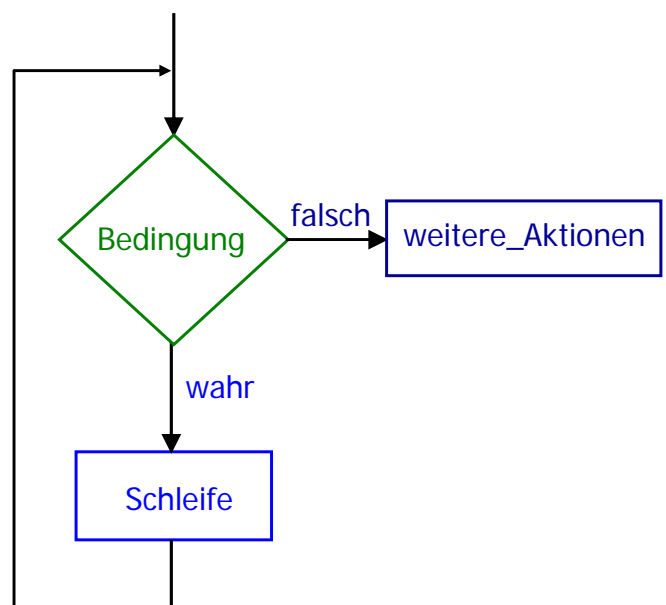 falsch
Bedingung
weitere_Aktionen
wahr
Schleife